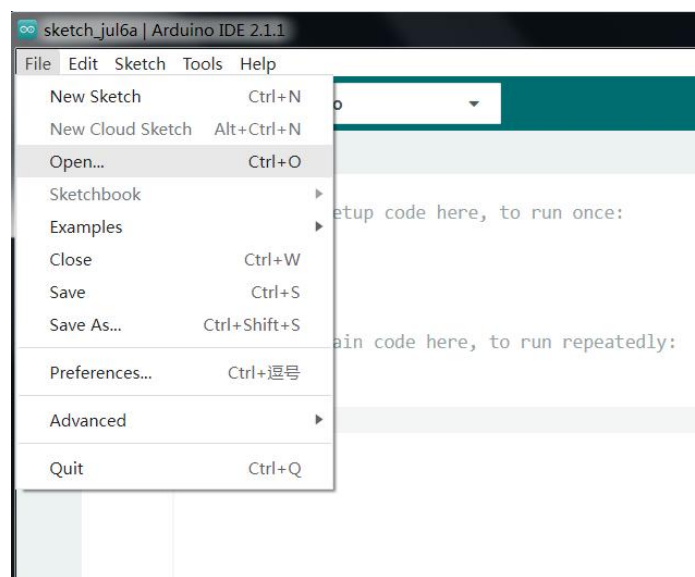 sketch_jul6a | Arduino IDE 2.1.1
File Edit Sketch Tools Help
New Sketch Ctrl+N
New Cloud Sketch Alt+Ctrl+N
Open... Ctrl+O
Sketchbook
Examples
Close Ctrl+W
Save Ctrl+S
Save As... Ctrl+Shift+S
Preferences... Ctrl+逗号
Advanced
Quit Ctrl+Q
o
etup code here, to run once:
ain code here, to run repeatedly: